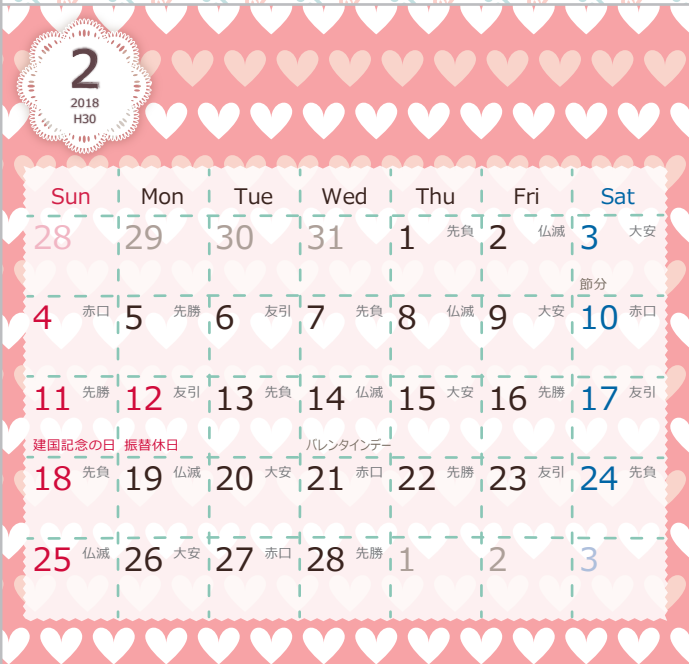 2
2018
H30
Sun Mon Tue Wed Thu Fri Sat
28 29 30 31 1 先負 2 仏滅 3 大安
節分
4 赤口 5 先勝 6 友引 7 先負 8 仏滅 9 大安 10 赤口
11 先勝 12 友引 13 先負 14 仏滅 15 大安 16 先勝 17 友引
建国記念の日 振替休日 バレンタインデー
18 先負 19 仏滅 20 大安 21 赤口 22 先勝 23 友引 24 先負
25 仏滅 26 大安 27 赤口 28 先勝 1 2 3